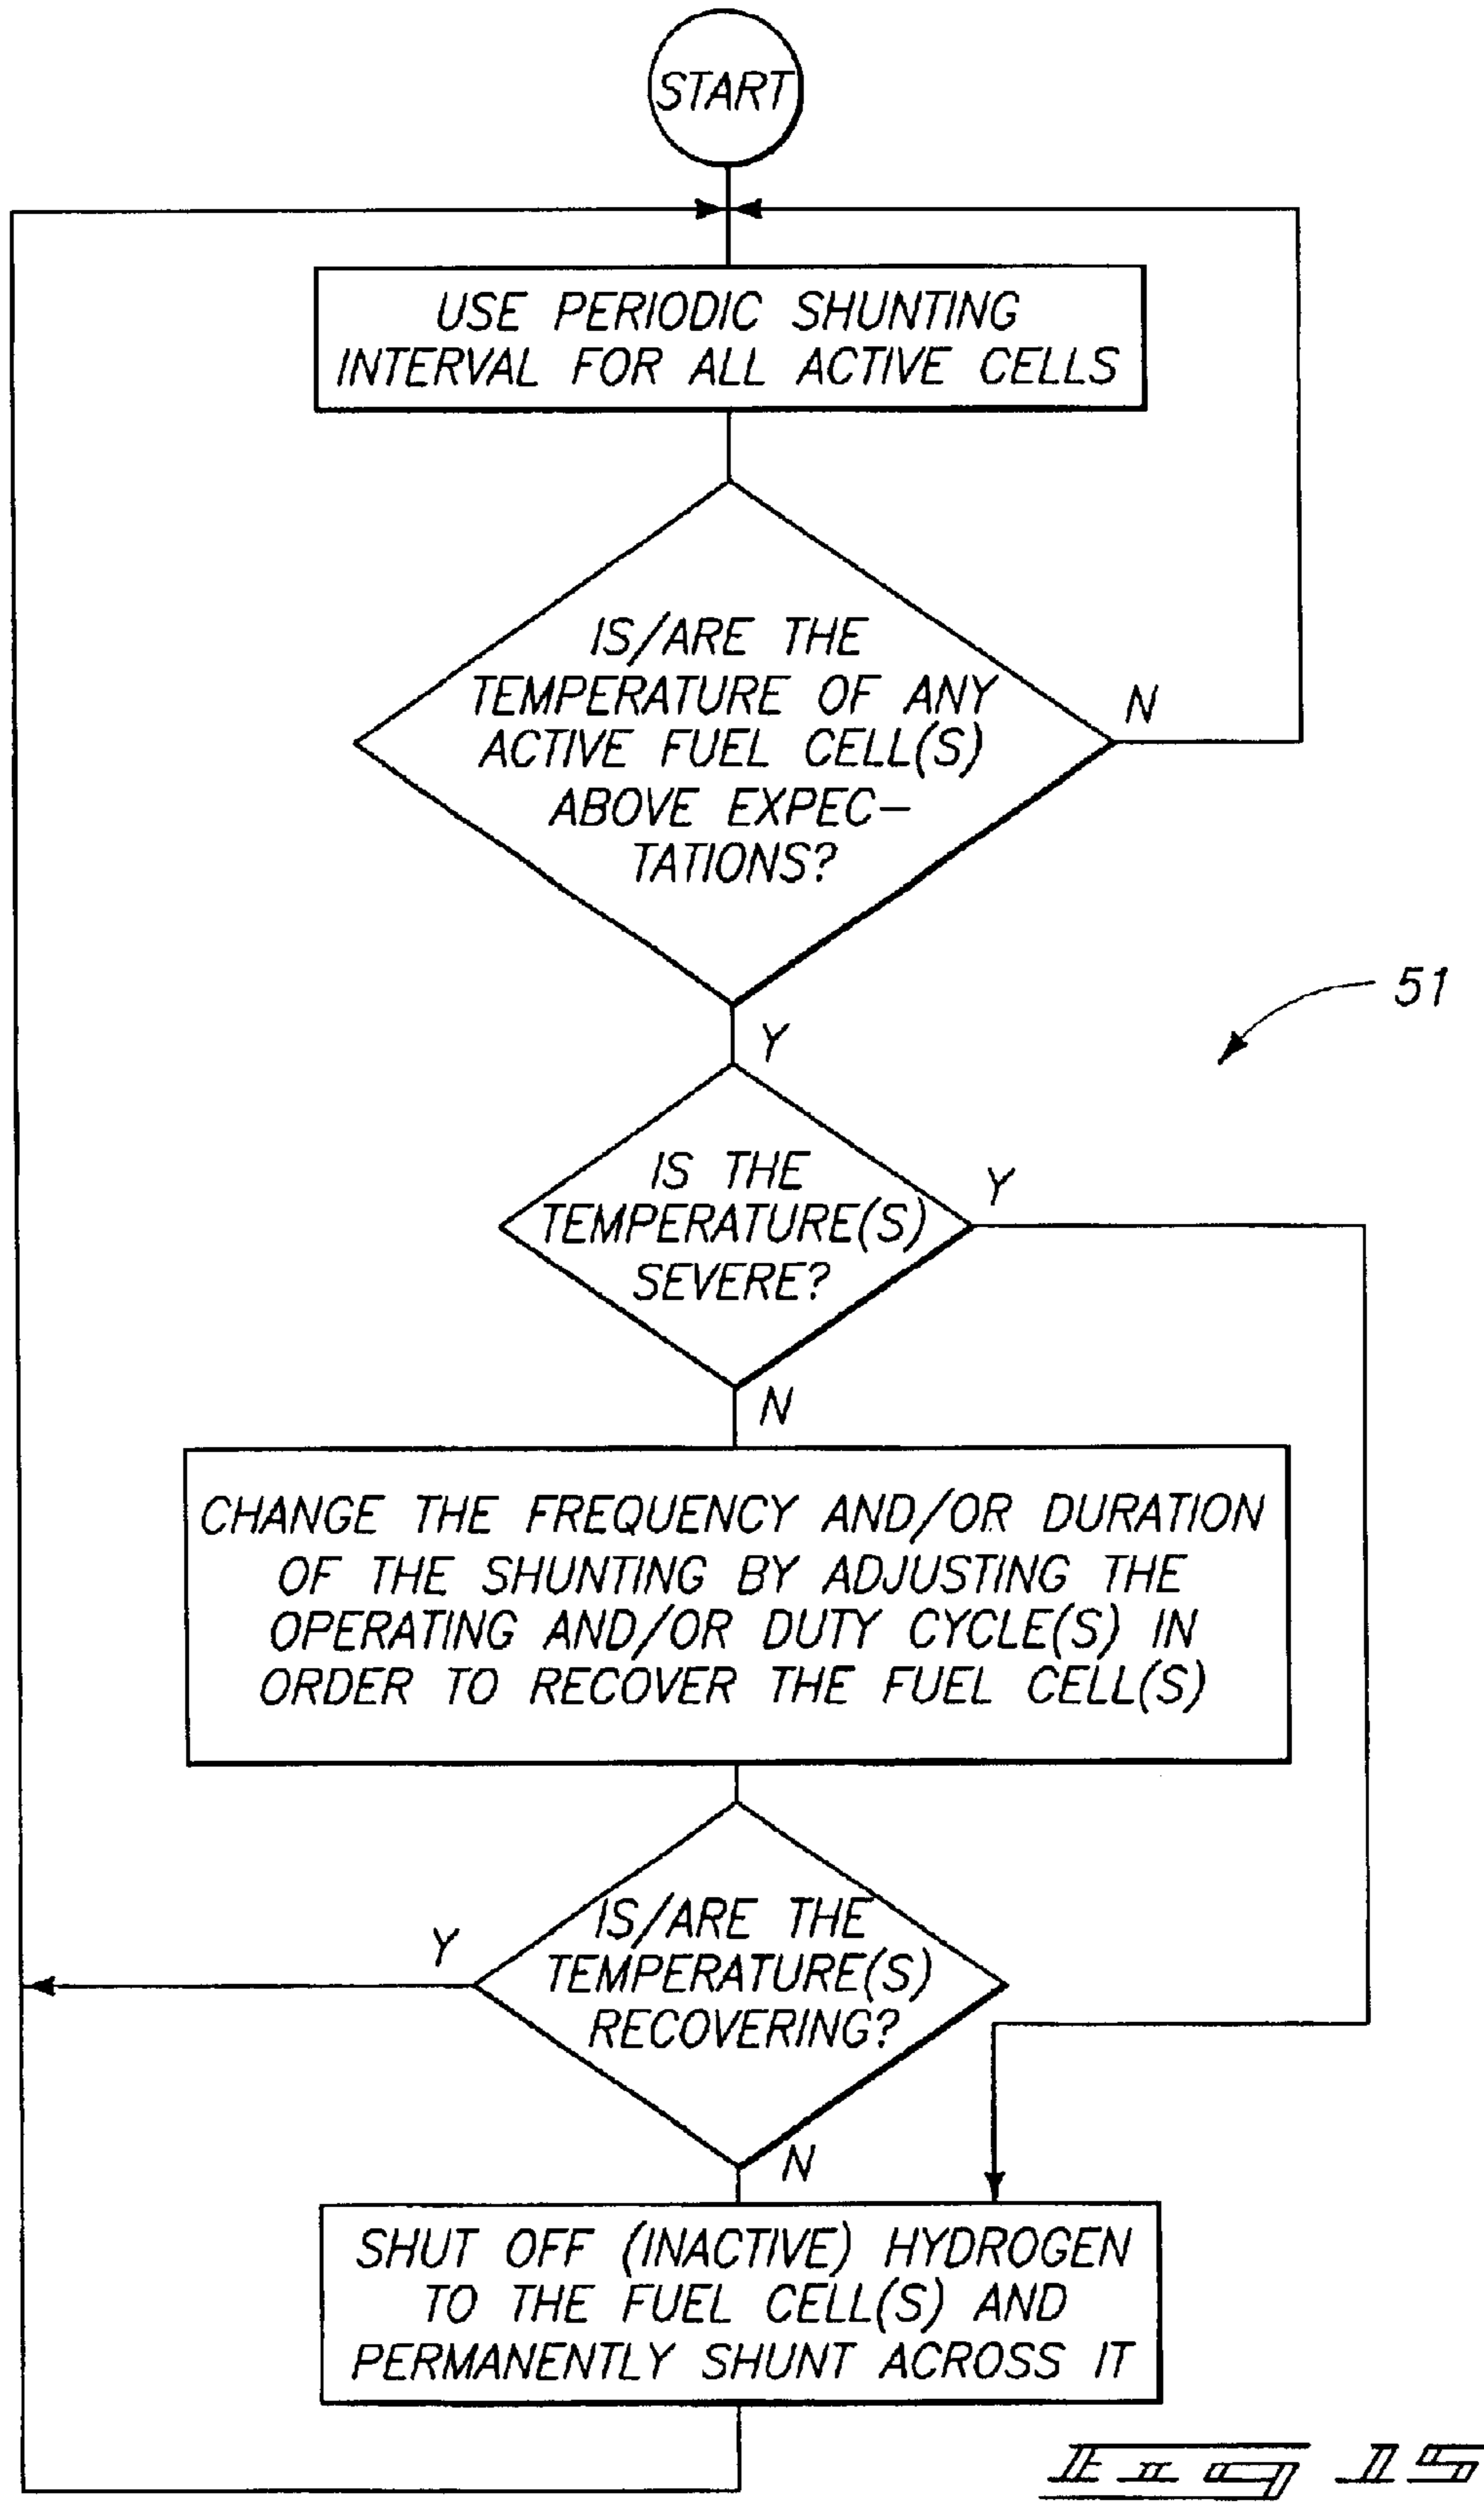 START
USE PERIODIC SHUNTING
INTERVAL FOR ALL ACTIVE CELLS
IS/ARE THE
TEMPERATURE OF ANY
ACTIVE FUEL CELL(S)
ABOVE EXPEC-
TATIONS?
N
51
Y
IS THE
TEMPERATURE(S)
SEVERE?
Y
N
CHANGE THE FREQUENCY AND/OR DURATION
OF THE SHUNTING BY ADJUSTING THE
OPERATING AND/OR DUTY CYCLE(S) IN
ORDER TO RECOVER THE FUEL CELL(S)
Y
IS/ARE THE
TEMPERATURE(S)
RECOVERING?
N
SHUT OFF (INACTIVE) HYDROGEN
TO THE FUEL CELL(S) AND
PERMANENTLY SHUNT ACROSS IT
Fig 15